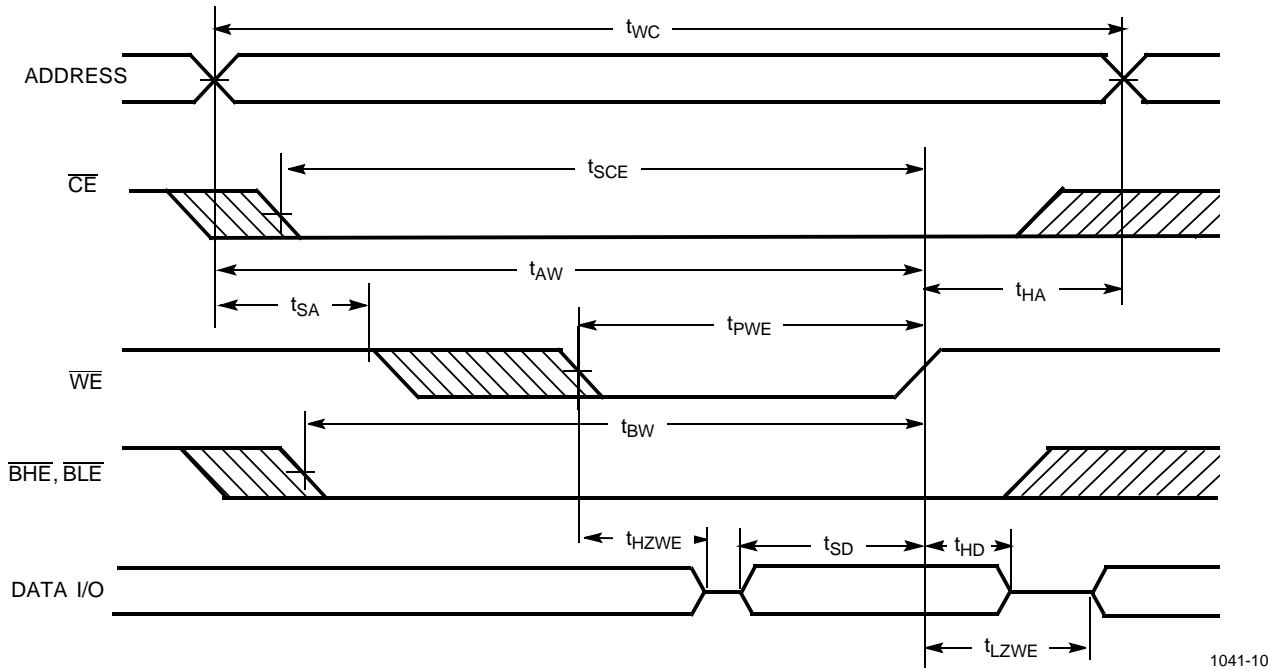 tWC
ADDRESS
tSCE
CE
tAW
tSA
tHA
tPWE
WE
tBW
BHE, BLE
tHZWE
tSD
tHD
DATA I/O
tLZWE
1041-10